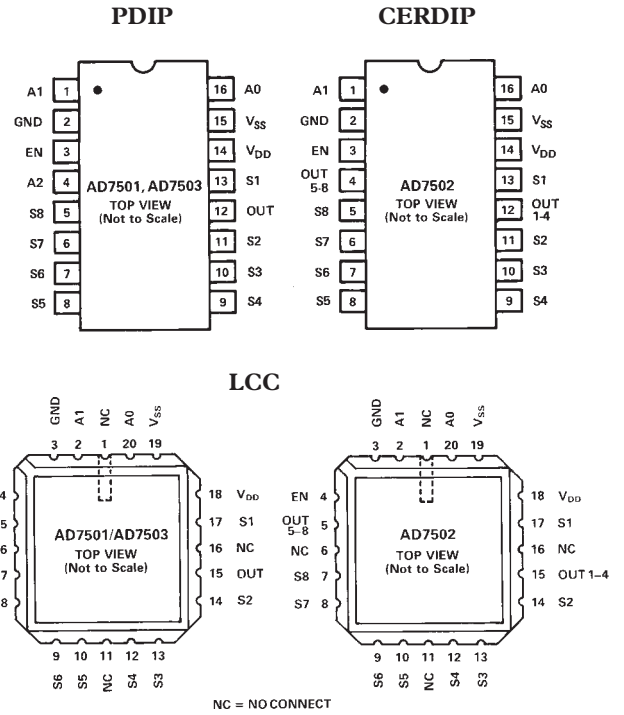 PDIP
CERDIP
A1 1 16 A0
GND 2 15 VSS
EN 3 14 VDD
A2 4 13 S1
S8 5 12 OUT
S7 6 11 S2
S6 7 10 S3
S5 8 9 S4
AD7501, AD7503
TOP VIEW
(Not to Scale)
A1 1 16 A0
GND 2 15 VSS
EN 3 14 VDD
OUT
5-8 4 13 S1
S8 5 12 OUT
1-4
S7 6 11 S2
S6 7 10 S3
S5 8 9 S4
AD7502
TOP VIEW
(Not to Scale)
LCC
GND A1 NC A0 VSS
3 2 1 20 19
4 18 VDD
5 17 S1
6 16 NC
7 15 OUT
8 14 S2
AD7501/AD7503
TOP VIEW
(Not to Scale)
9 10 11 12 13
S6 S5 NC S4 S3
GND A1 NC A0 VSS
3 2 1 20 19
EN 4 18 VDD
OUT
5–8 5 17 S1
NC 6 16 NC
S8 7 15 OUT 1–4
S7 8 14 S2
AD7502
TOP VIEW
(Not to Scale)
9 10 11 12 13
S6 S5 NC S4 S3
NC = NO CONNECT